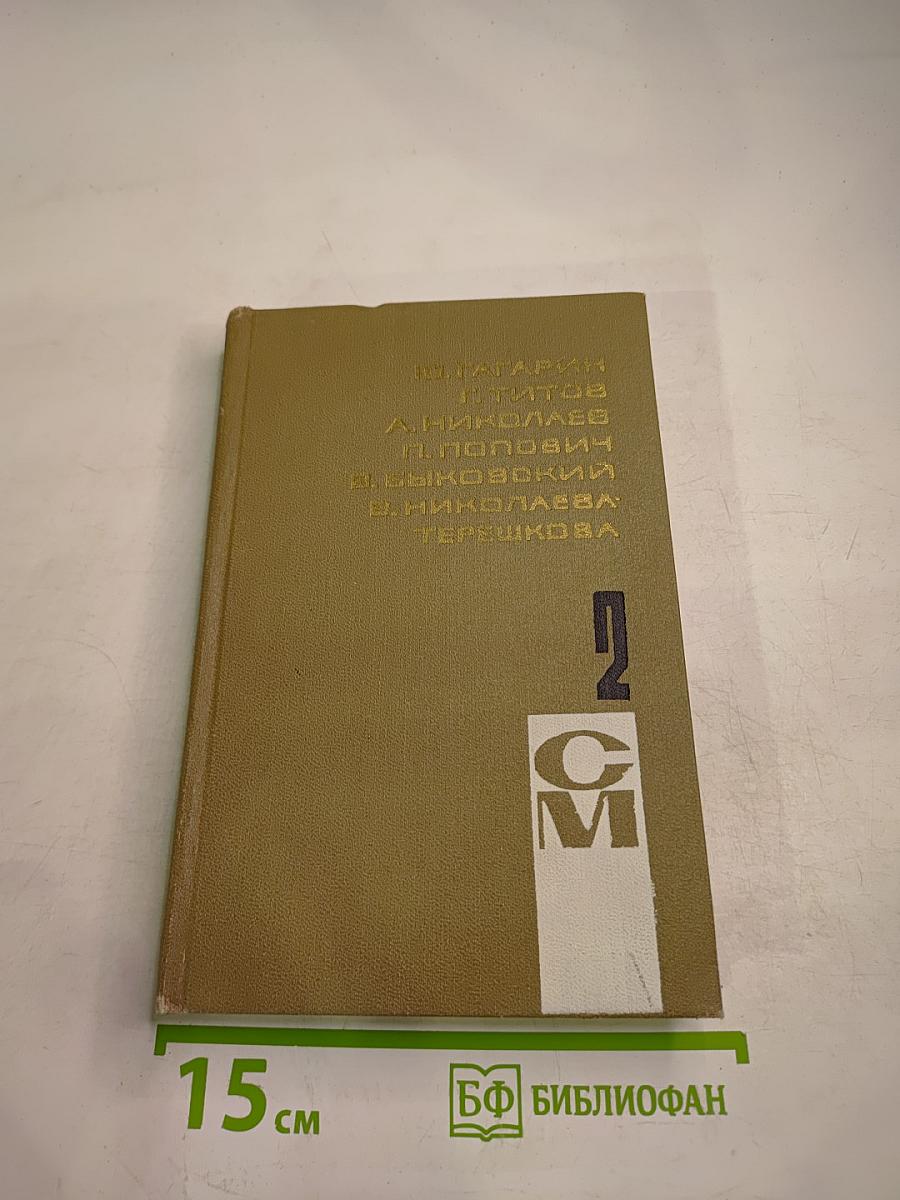 Ю. ГАГАРИН
Г. ТИТОВ
А. НИКОЛАЕВ
П. ПОПОВИЧ
В. БЫКОВСКИЙ
В. НИКОЛАЕВА-
ТЕРЕШКОВА
2
СМ
15 см
БФ БИБЛИОФАН